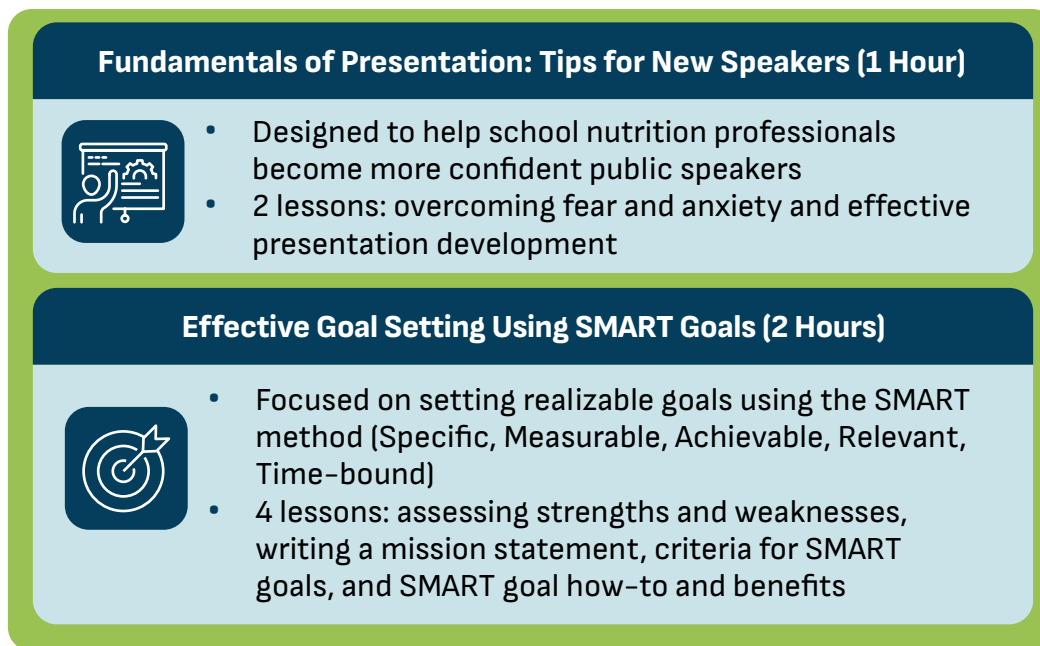 Fundamentals of Presentation: Tips for New Speakers (1 Hour)
• Designed to help school nutrition professionals
become more confident public speakers
• 2 lessons: overcoming fear and anxiety and effective
presentation development
Effective Goal Setting Using SMART Goals (2 Hours)
• Focused on setting realizable goals using the SMART
method (Specific, Measurable, Achievable, Relevant,
Time-bound)
• 4 lessons: assessing strengths and weaknesses,
writing a mission statement, criteria for SMART
goals, and SMART goal how-to and benefits